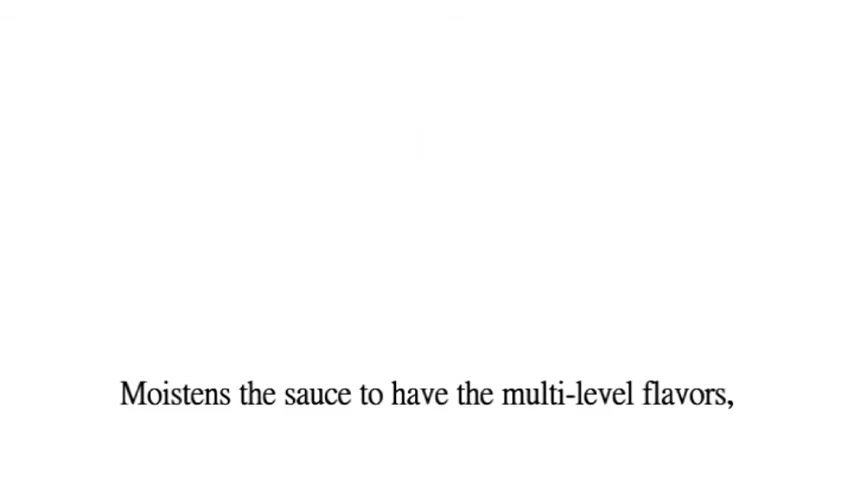 Moistens the sauce to have the multi-level flavors,